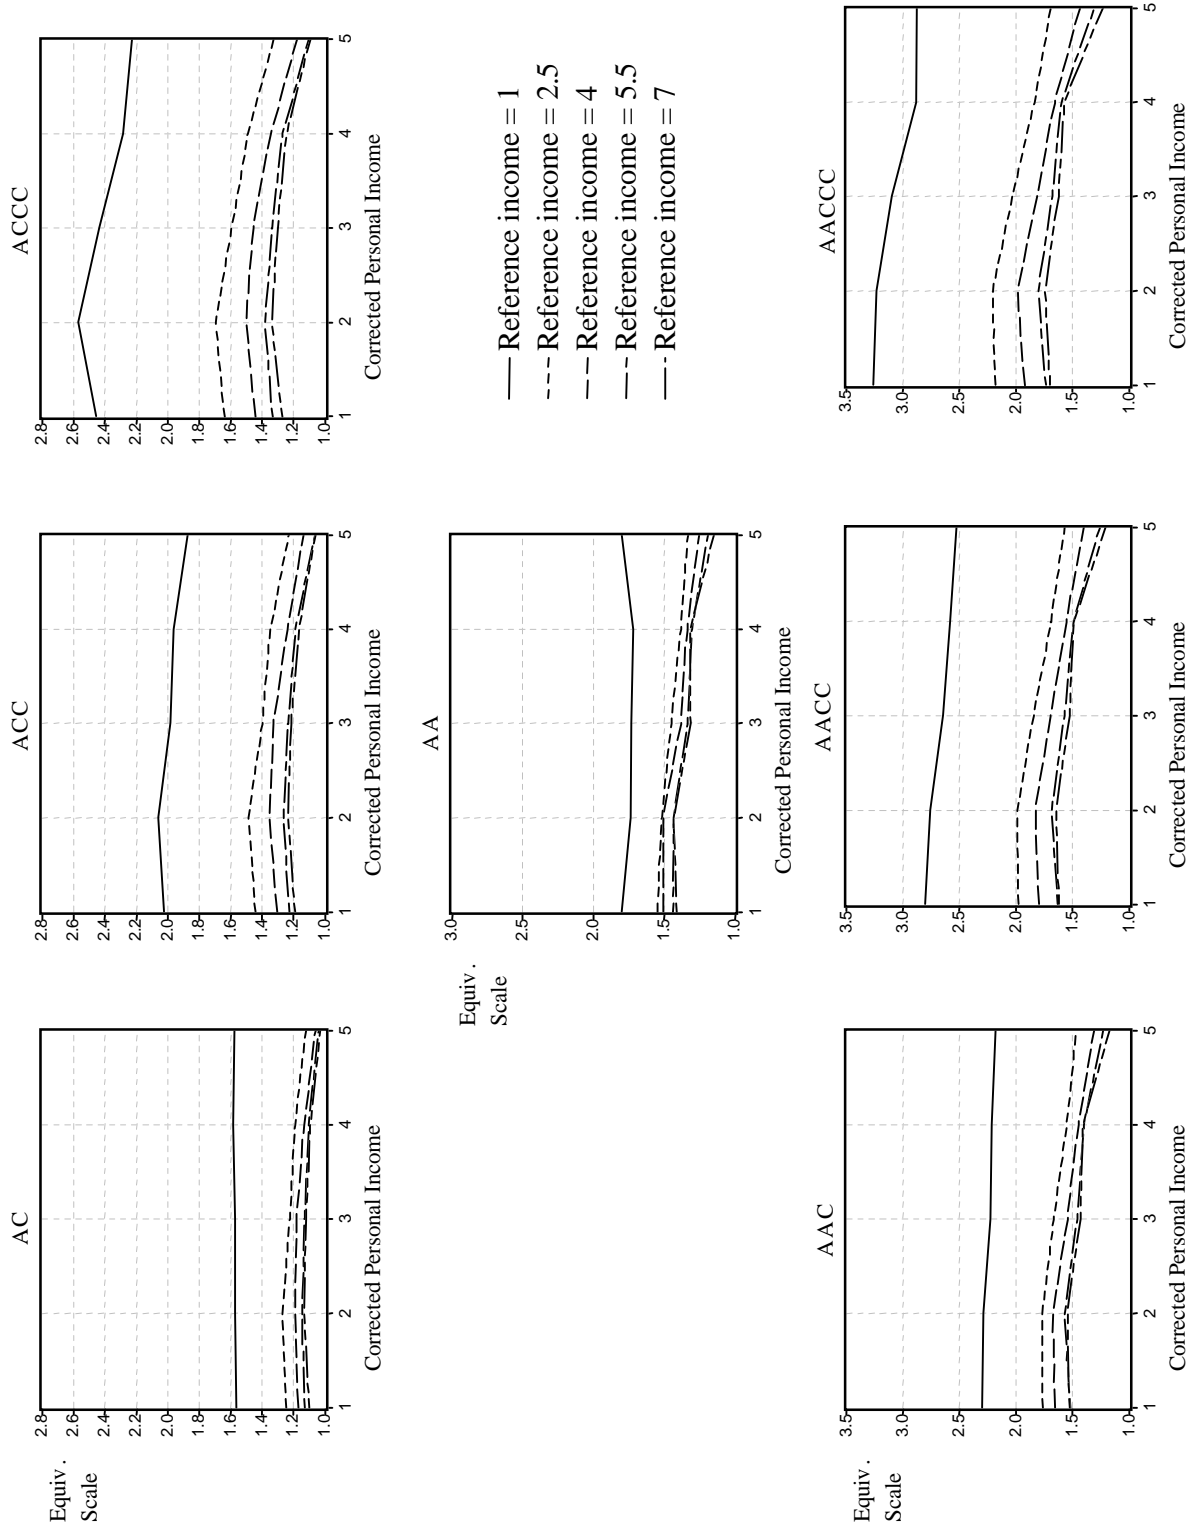 AC
Equiv.
Scale
2.8
2.6
2.4
2.2
2.0
1.8
1.6
1.4
1.2
1.0
1 2 3 4 5
Corrected Personal Income
ACC
2.8
2.6
2.4
2.2
2.0
1.8
1.6
1.4
1.2
1.0
1 2 3 4 5
Corrected Personal Income
ACCC
2.8
2.6
2.4
2.2
2.0
1.8
1.6
1.4
1.2
1.0
1 2 3 4 5
Corrected Personal Income
AA
Equiv.
Scale
3.0
2.5
2.0
1.5
1.0
1 2 3 4 5
Corrected Personal Income
Reference income = 1
Reference income = 2.5
Reference income = 4
Reference income = 5.5
Reference income = 7
AAC
Equiv.
Scale
3.5
3.0
2.5
2.0
1.5
1.0
1 2 3 4 5
Corrected Personal Income
AACC
3.5
3.0
2.5
2.0
1.5
1.0
1 2 3 4 5
Corrected Personal Income
AACCC
3.5
3.0
2.5
2.0
1.5
1.0
1 2 3 4 5
Corrected Personal Income